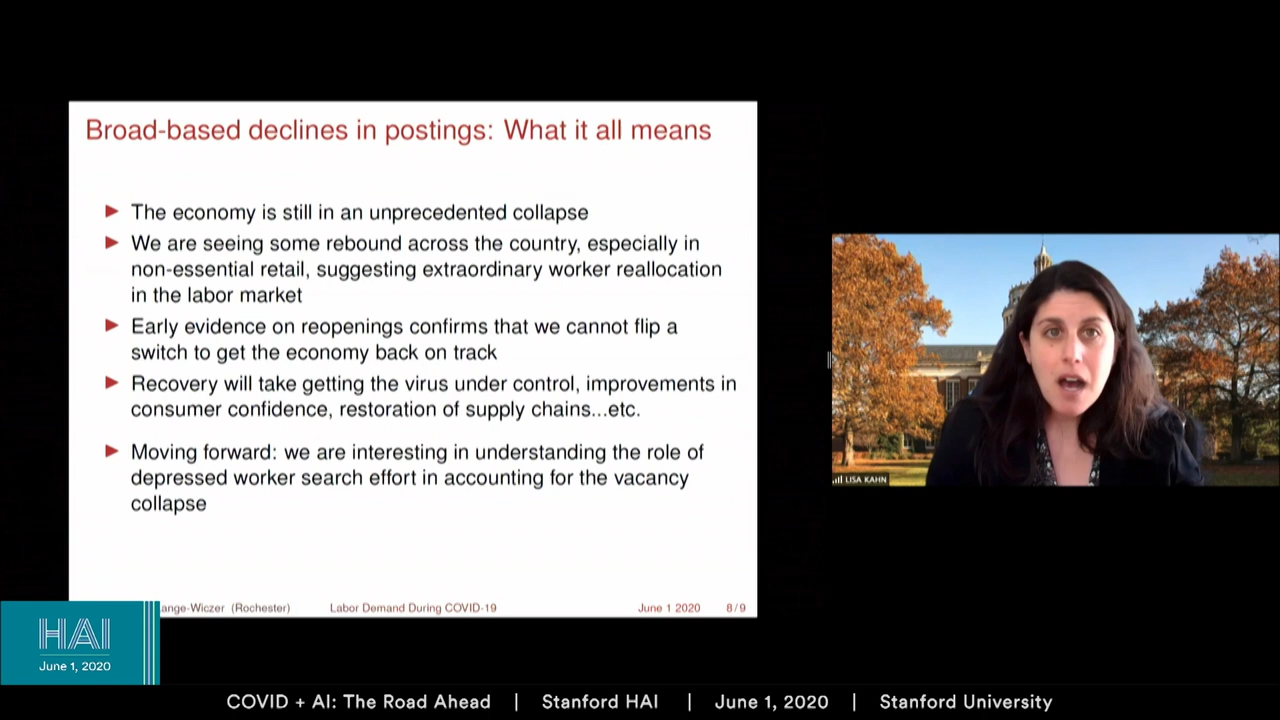 Broad-based declines in postings: What it all means
The economy is still in an unprecedented collapse
We are seeing some rebound across the country, especially in
non-essential retail, suggesting extraordinary worker reallocation
in the labor market
Early evidence on reopenings confirms that we cannot flip a
switch to get the economy back on track
Recovery will take getting the virus under control, improvements in
consumer confidence, restoration of supply chains...etc.
Moving forward: we are interesting in understanding the role of
depressed worker search effort in accounting for the vacancy
collapse
ange-Wiczer (Rochester) Labor Demand During COVID-19 June 1 2020 8/9
LISA KAHN
HAI
June 1, 2020
COVID + AI: The Road Ahead | Stanford HAI | June 1, 2020 | Stanford University